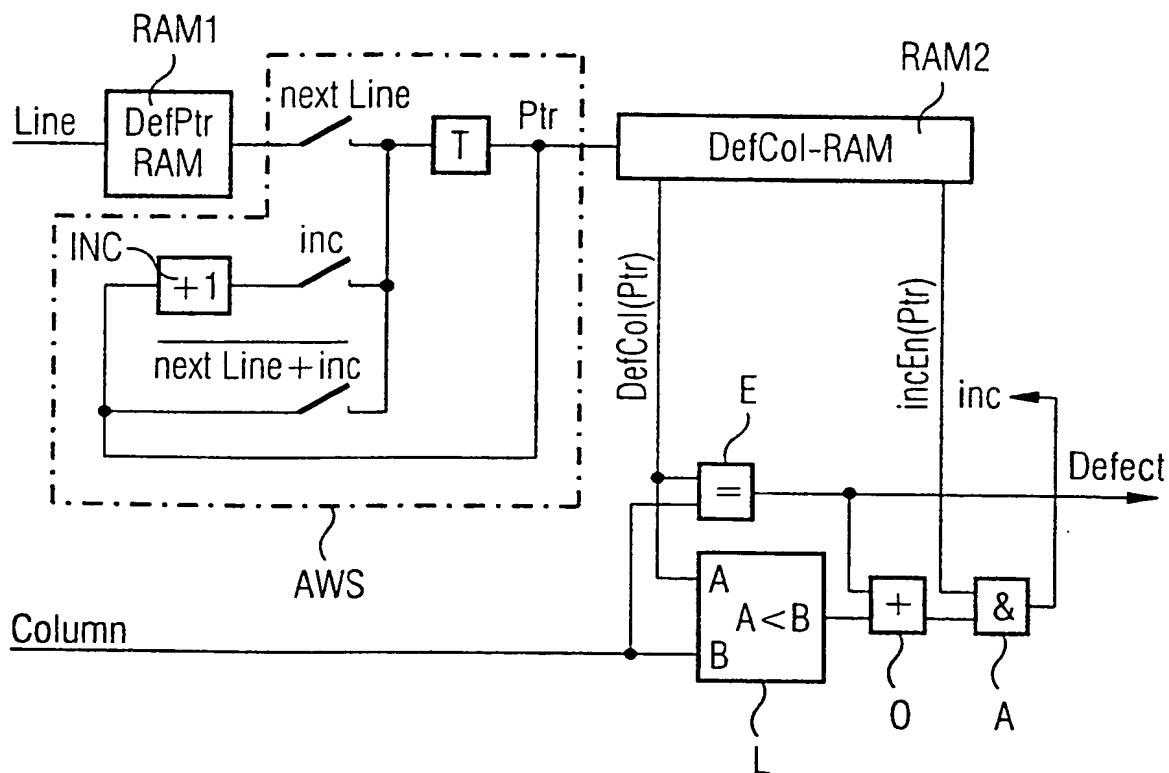 RAM1
RAM2
next Line
Ptr
Line
DefPtr
RAM
T
DefCol-RAM
INC
inc
+1
next Line+inc
DefCol(Ptr)
incEn(Ptr)
E
inc
=
Defect
AWS
A
A<B
B
+
&
Column
O
A
L